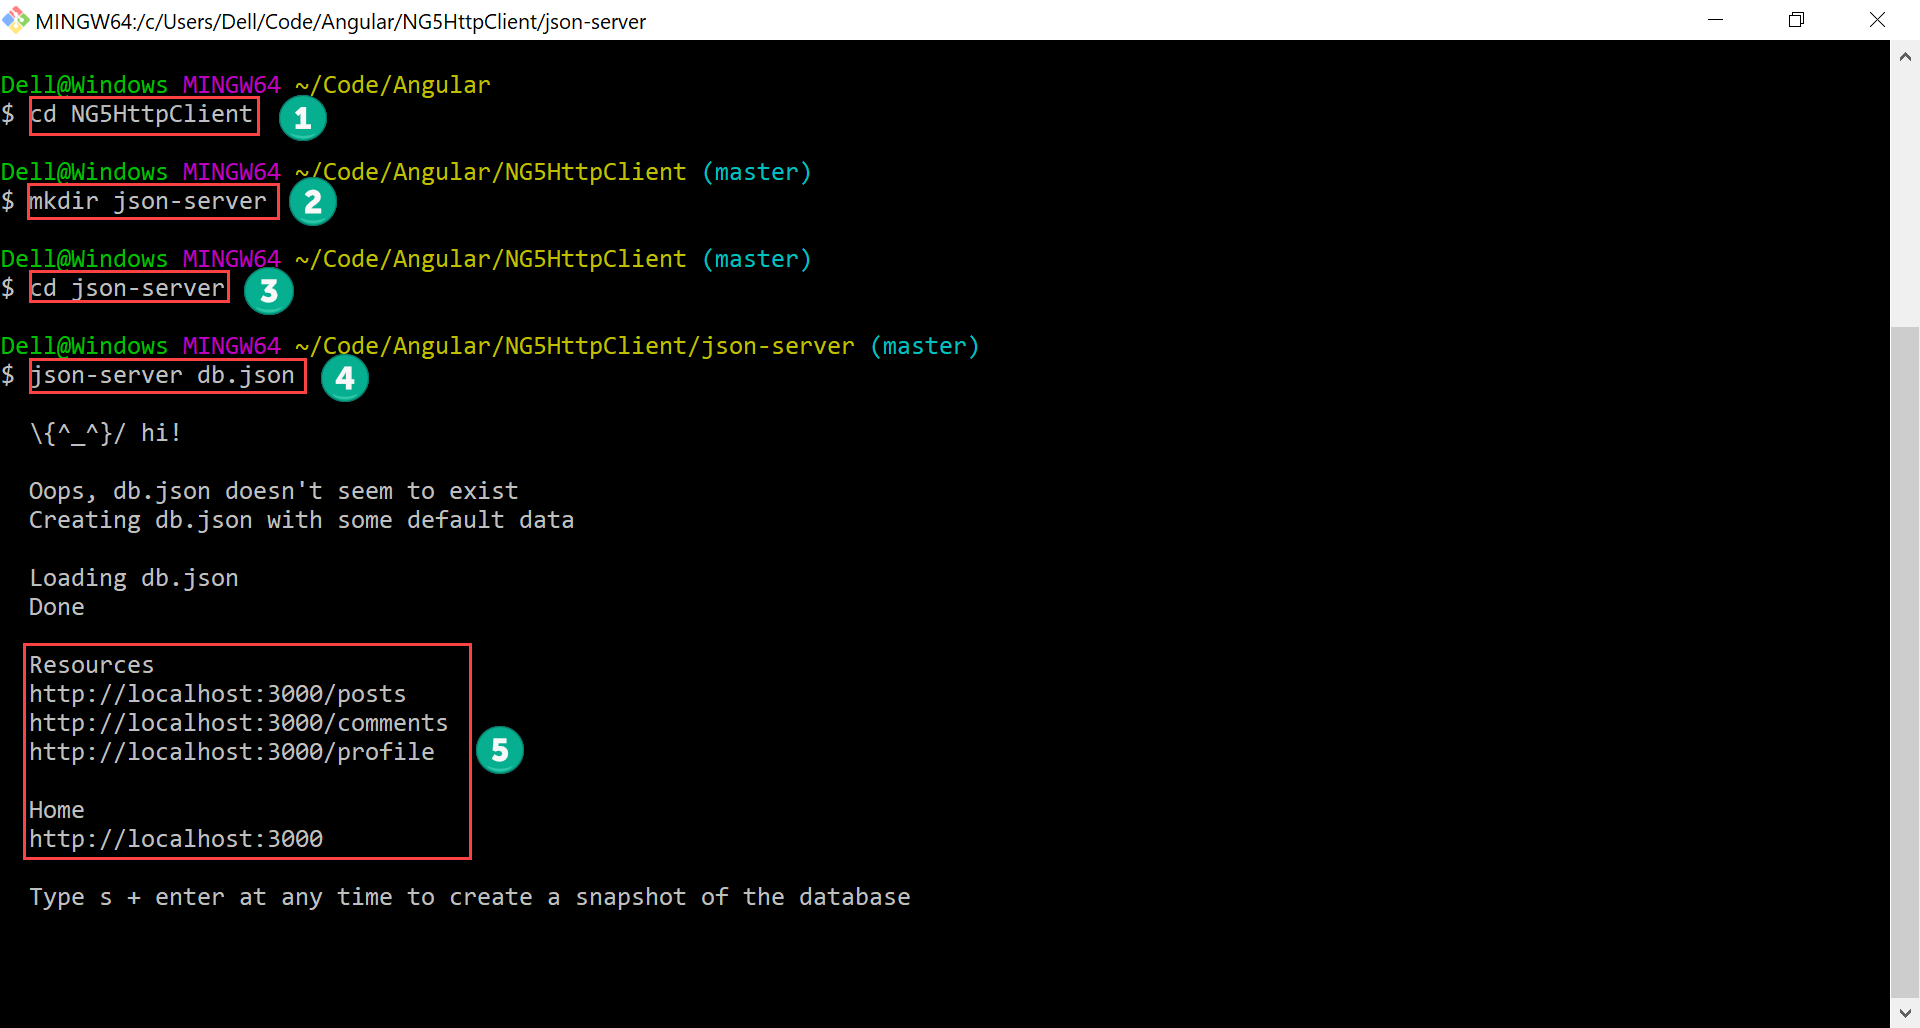 MINGW64:/c/Users/Dell/Code/Angular/NG5HttpClient/json-server
Dell@Windows MINGW64 ~/Code/Angular
$ cd NG5HttpClient 1
Dell@Windows MINGW64 ~/Code/Angular/NG5HttpClient (master)
$ mkdir json-server 2
Dell@Windows MINGW64 ~/Code/Angular/NG5HttpClient (master)
$ cd json-server 3
Dell@Windows MINGW64 ~/Code/Angular/NG5HttpClient/json-server (master)
$ json-server db.json 4
\{^_^}/ hi!
Oops, db.json doesn't seem to exist
Creating db.json with some default data
Loading db.json
Done
Resources
http://localhost:3000/posts
http://localhost:3000/comments
http://localhost:3000/profile 5
Home
http://localhost:3000
Type s + enter at any time to create a snapshot of the database